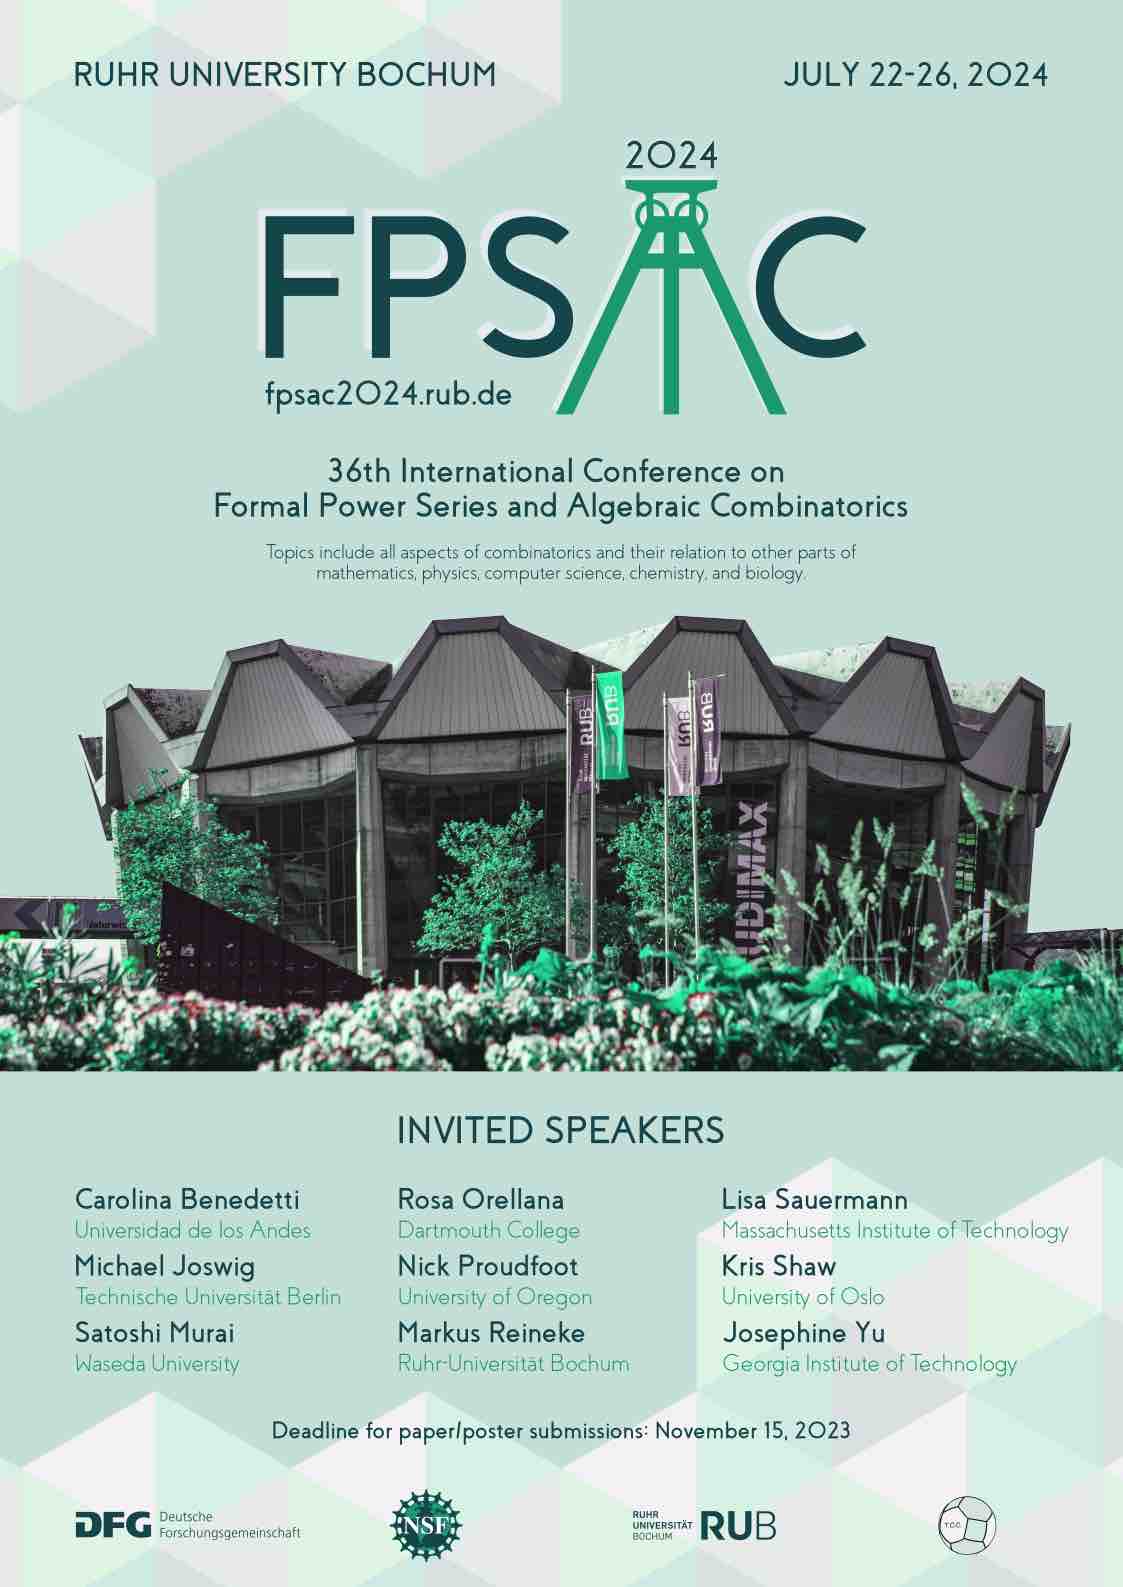 RUHR UNIVERSITY BOCHUM
JULY 22-26, 2024
2024
FPSAC
fpsac2024.rub.de
36th International Conference on
Formal Power Series and Algebraic Combinatorics
Topics include all aspects of combinatorics and their relation to other parts of
mathematics, physics, computer science, chemistry, and biology.
RUB
RUB
RUB
RUB
UDIMAX
INVITED SPEAKERS
Carolina Benedetti
Universidad de los Andes
Michael Joswig
Technische Universität Berlin
Satoshi Murai
Waseda University
Rosa Orellana
Dartmouth College
Nick Proudfoot
University of Oregon
Markus Reineke
Ruhr-Universität Bochum
Lisa Sauermann
Massachusetts Institute of Technology
Kris Shaw
University of Oslo
Josephine Yu
Georgia Institute of Technology
Deadline for paper/poster submissions: November 15, 2023
DFG
Deutsche
Forschungsgemeinschaft
NSF
RUHR
UNIVERSITÄT
BOCHUM
RUB
T.C.C.